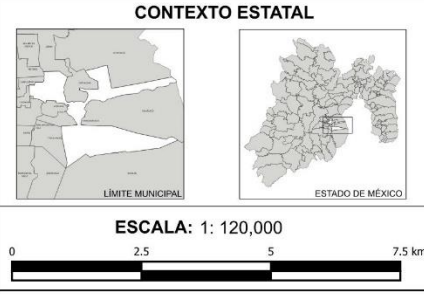 CONTEXTO ESTATAL
LÍMITE MUNICIPAL
ESTADO DE MÉXICO
ESCALA: 1: 120,000
0 2.5 5 7.5 km